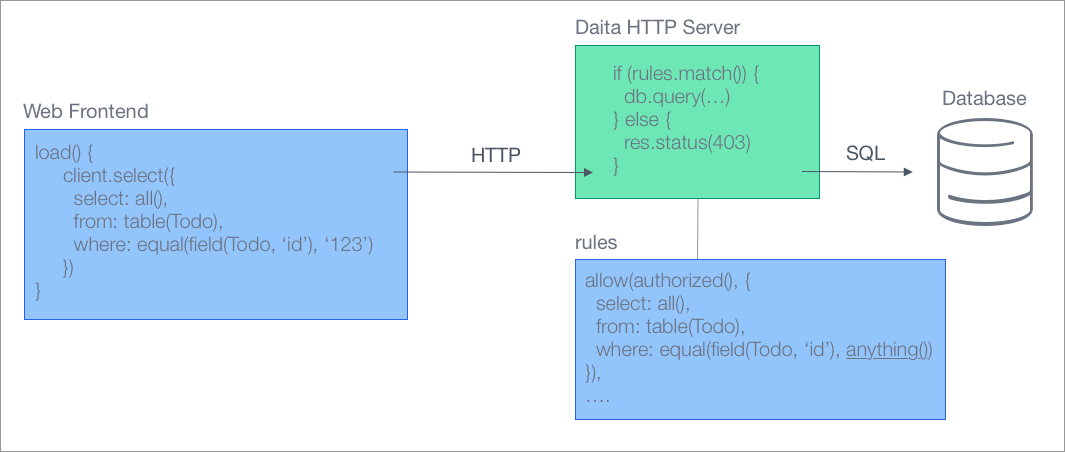 Daita HTTP Server
if (rules.match()) {
db.query(…)
} else {
res.status(403)
}
Database
Web Frontend
load() {
client.select({
select: all(),
from: table(Todo),
where: equal(field(Todo, ‘id’), ‘123’)
})
}
HTTP
SQL
rules
allow(authorized(), {
select: all(),
from: table(Todo),
where: equal(field(Todo, ‘id’), anything())
}),
….